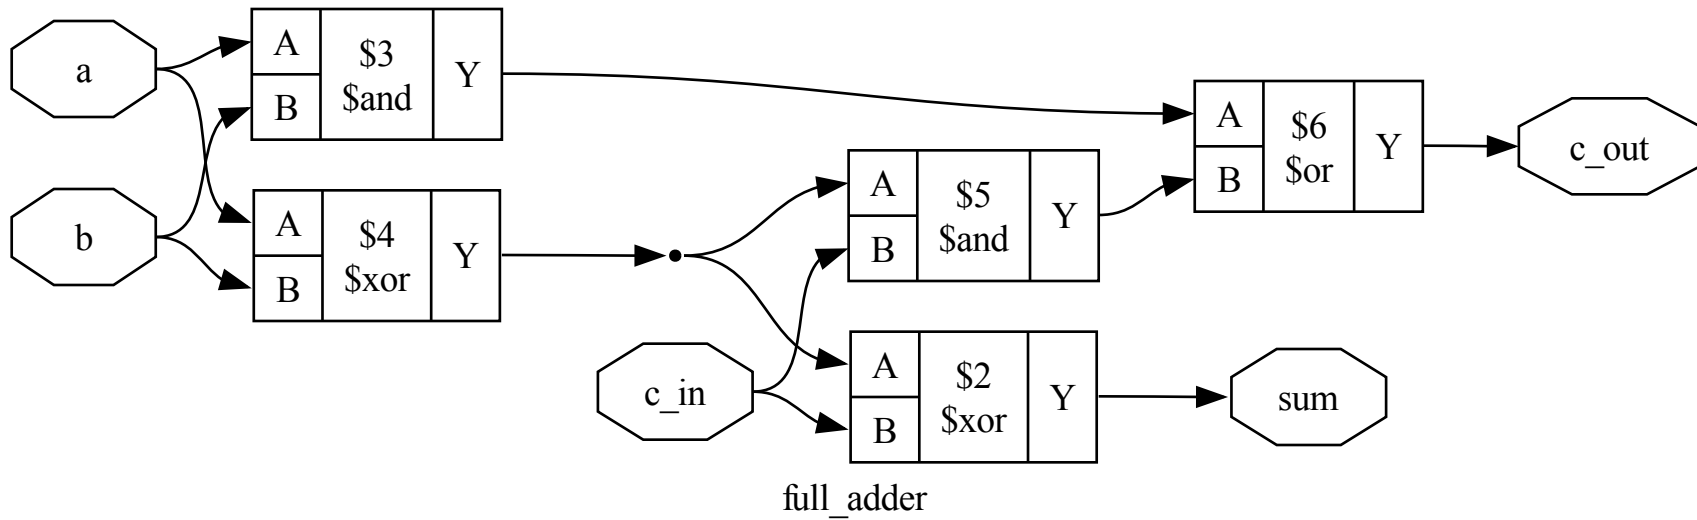 a
A
B
$3
$and
Y
b
A
B
$4
$xor
Y
c_in
A
B
$5
$and
Y
A
B
$2
$xor
Y
A
B
$6
$or
Y
c_out
sum
full_adder